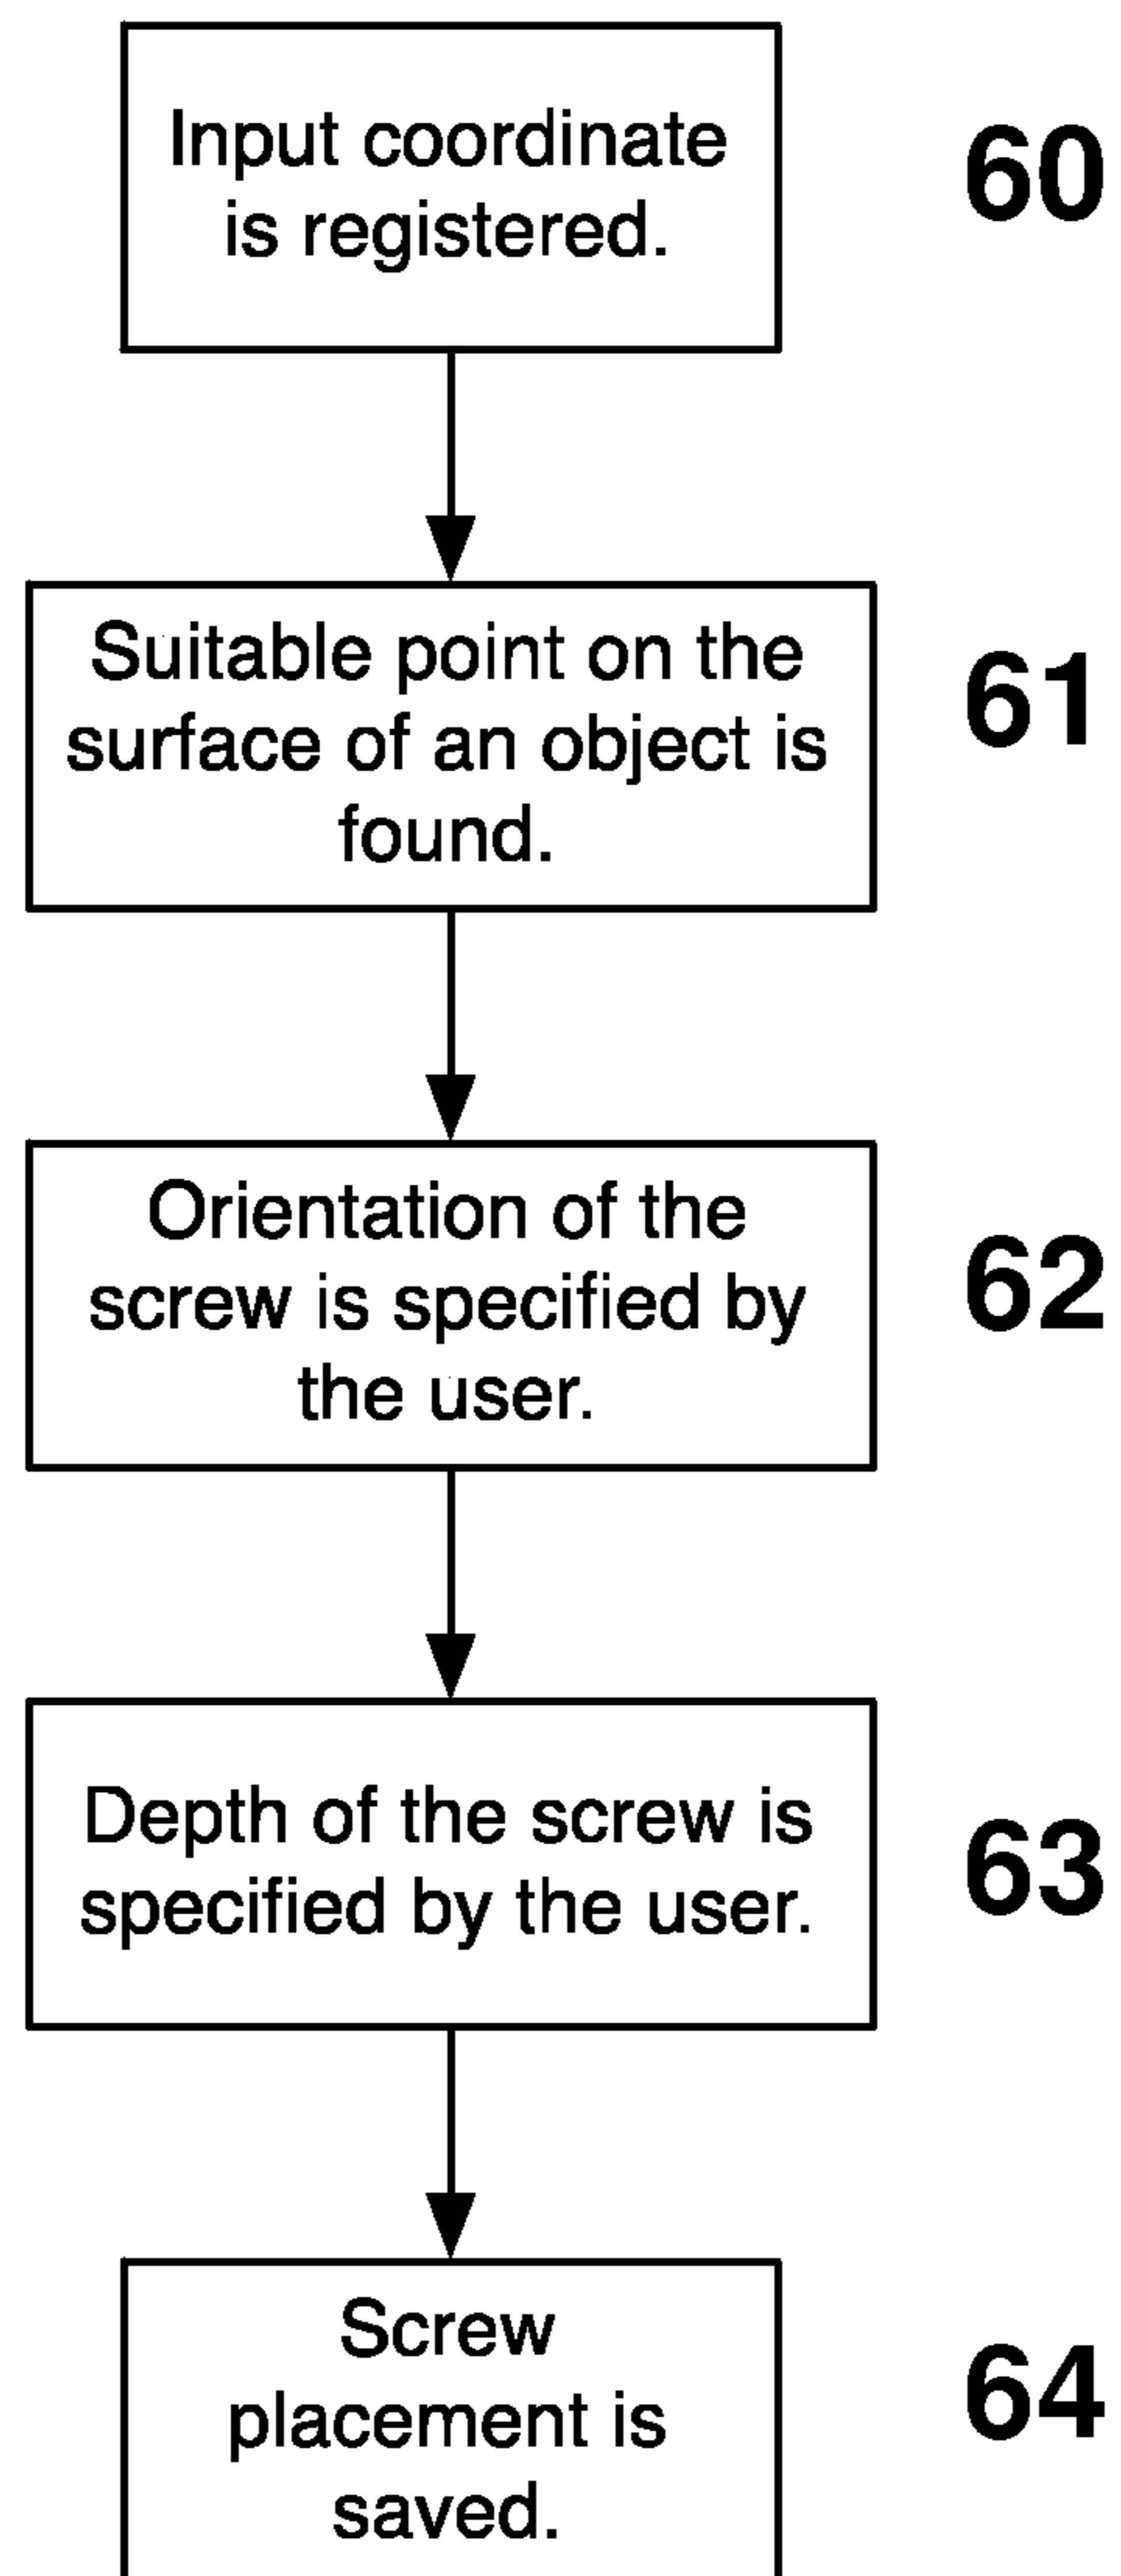 Input coordinate
is registered.
60
Suitable point on the
surface of an object is
found.
61
Orientation of the
screw is specified by
the user.
62
Depth of the screw is
specified by the user.
63
Screw
placement is
saved.
64